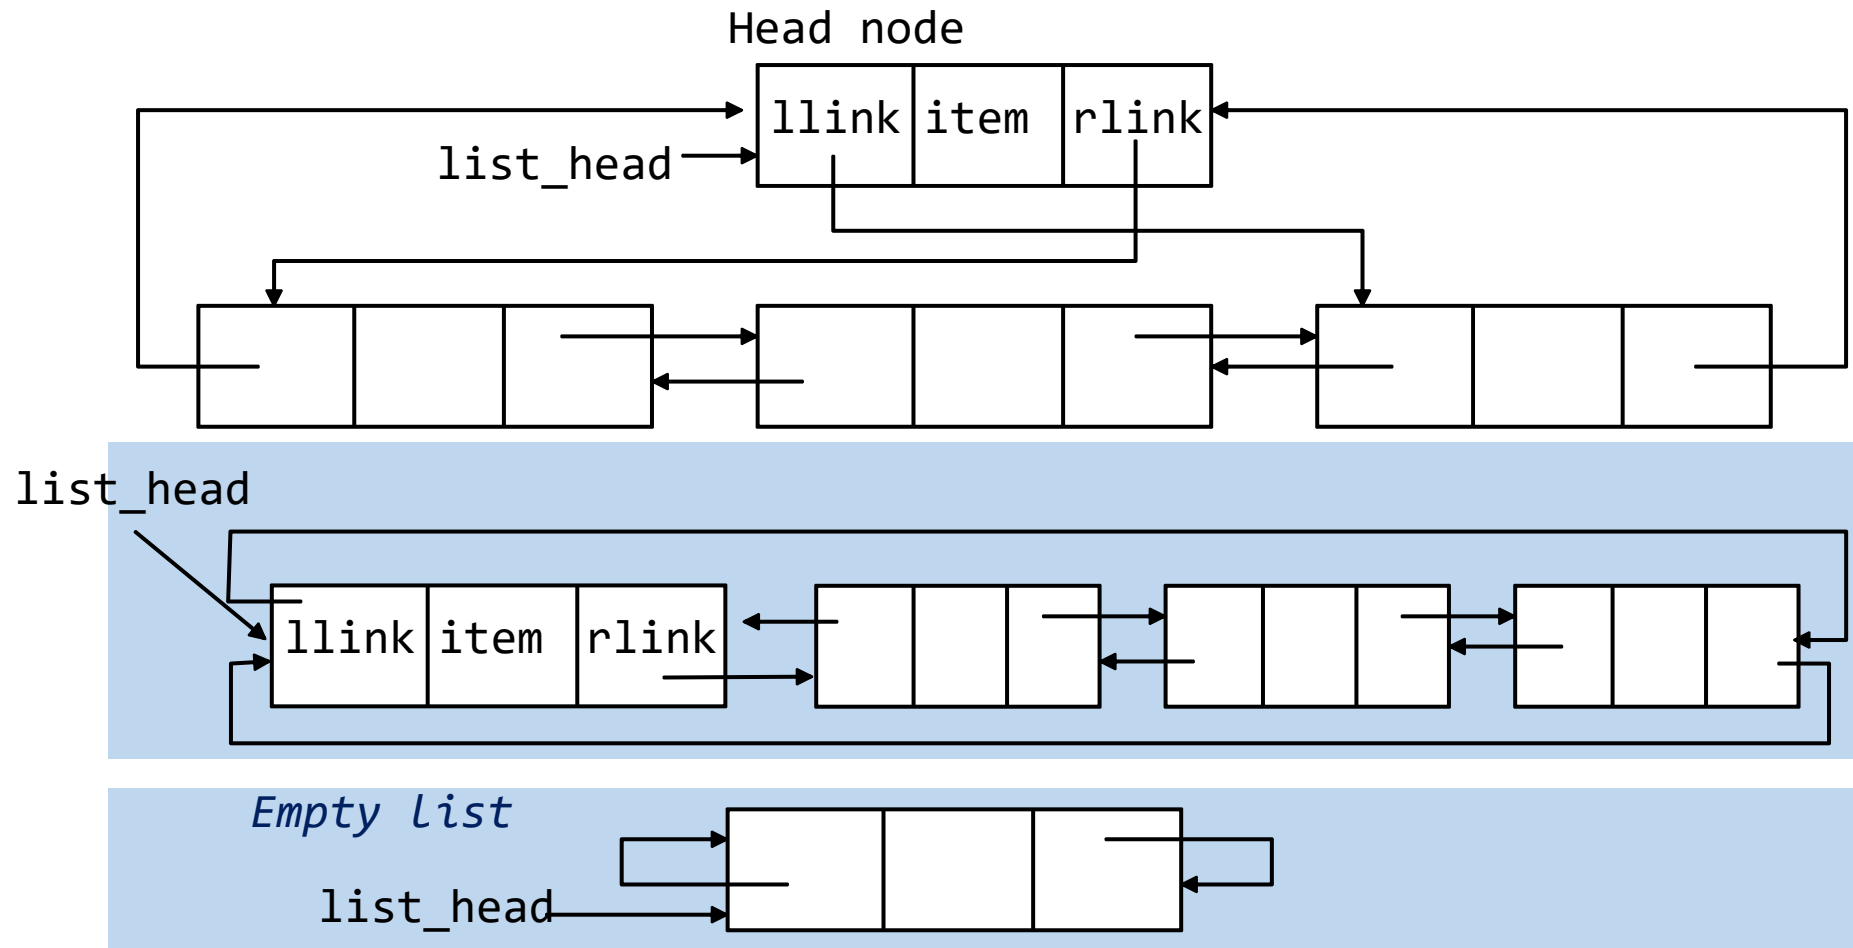 Head node
llink item rlink
list_head
list_head
llink item rlink
Empty list
list_head